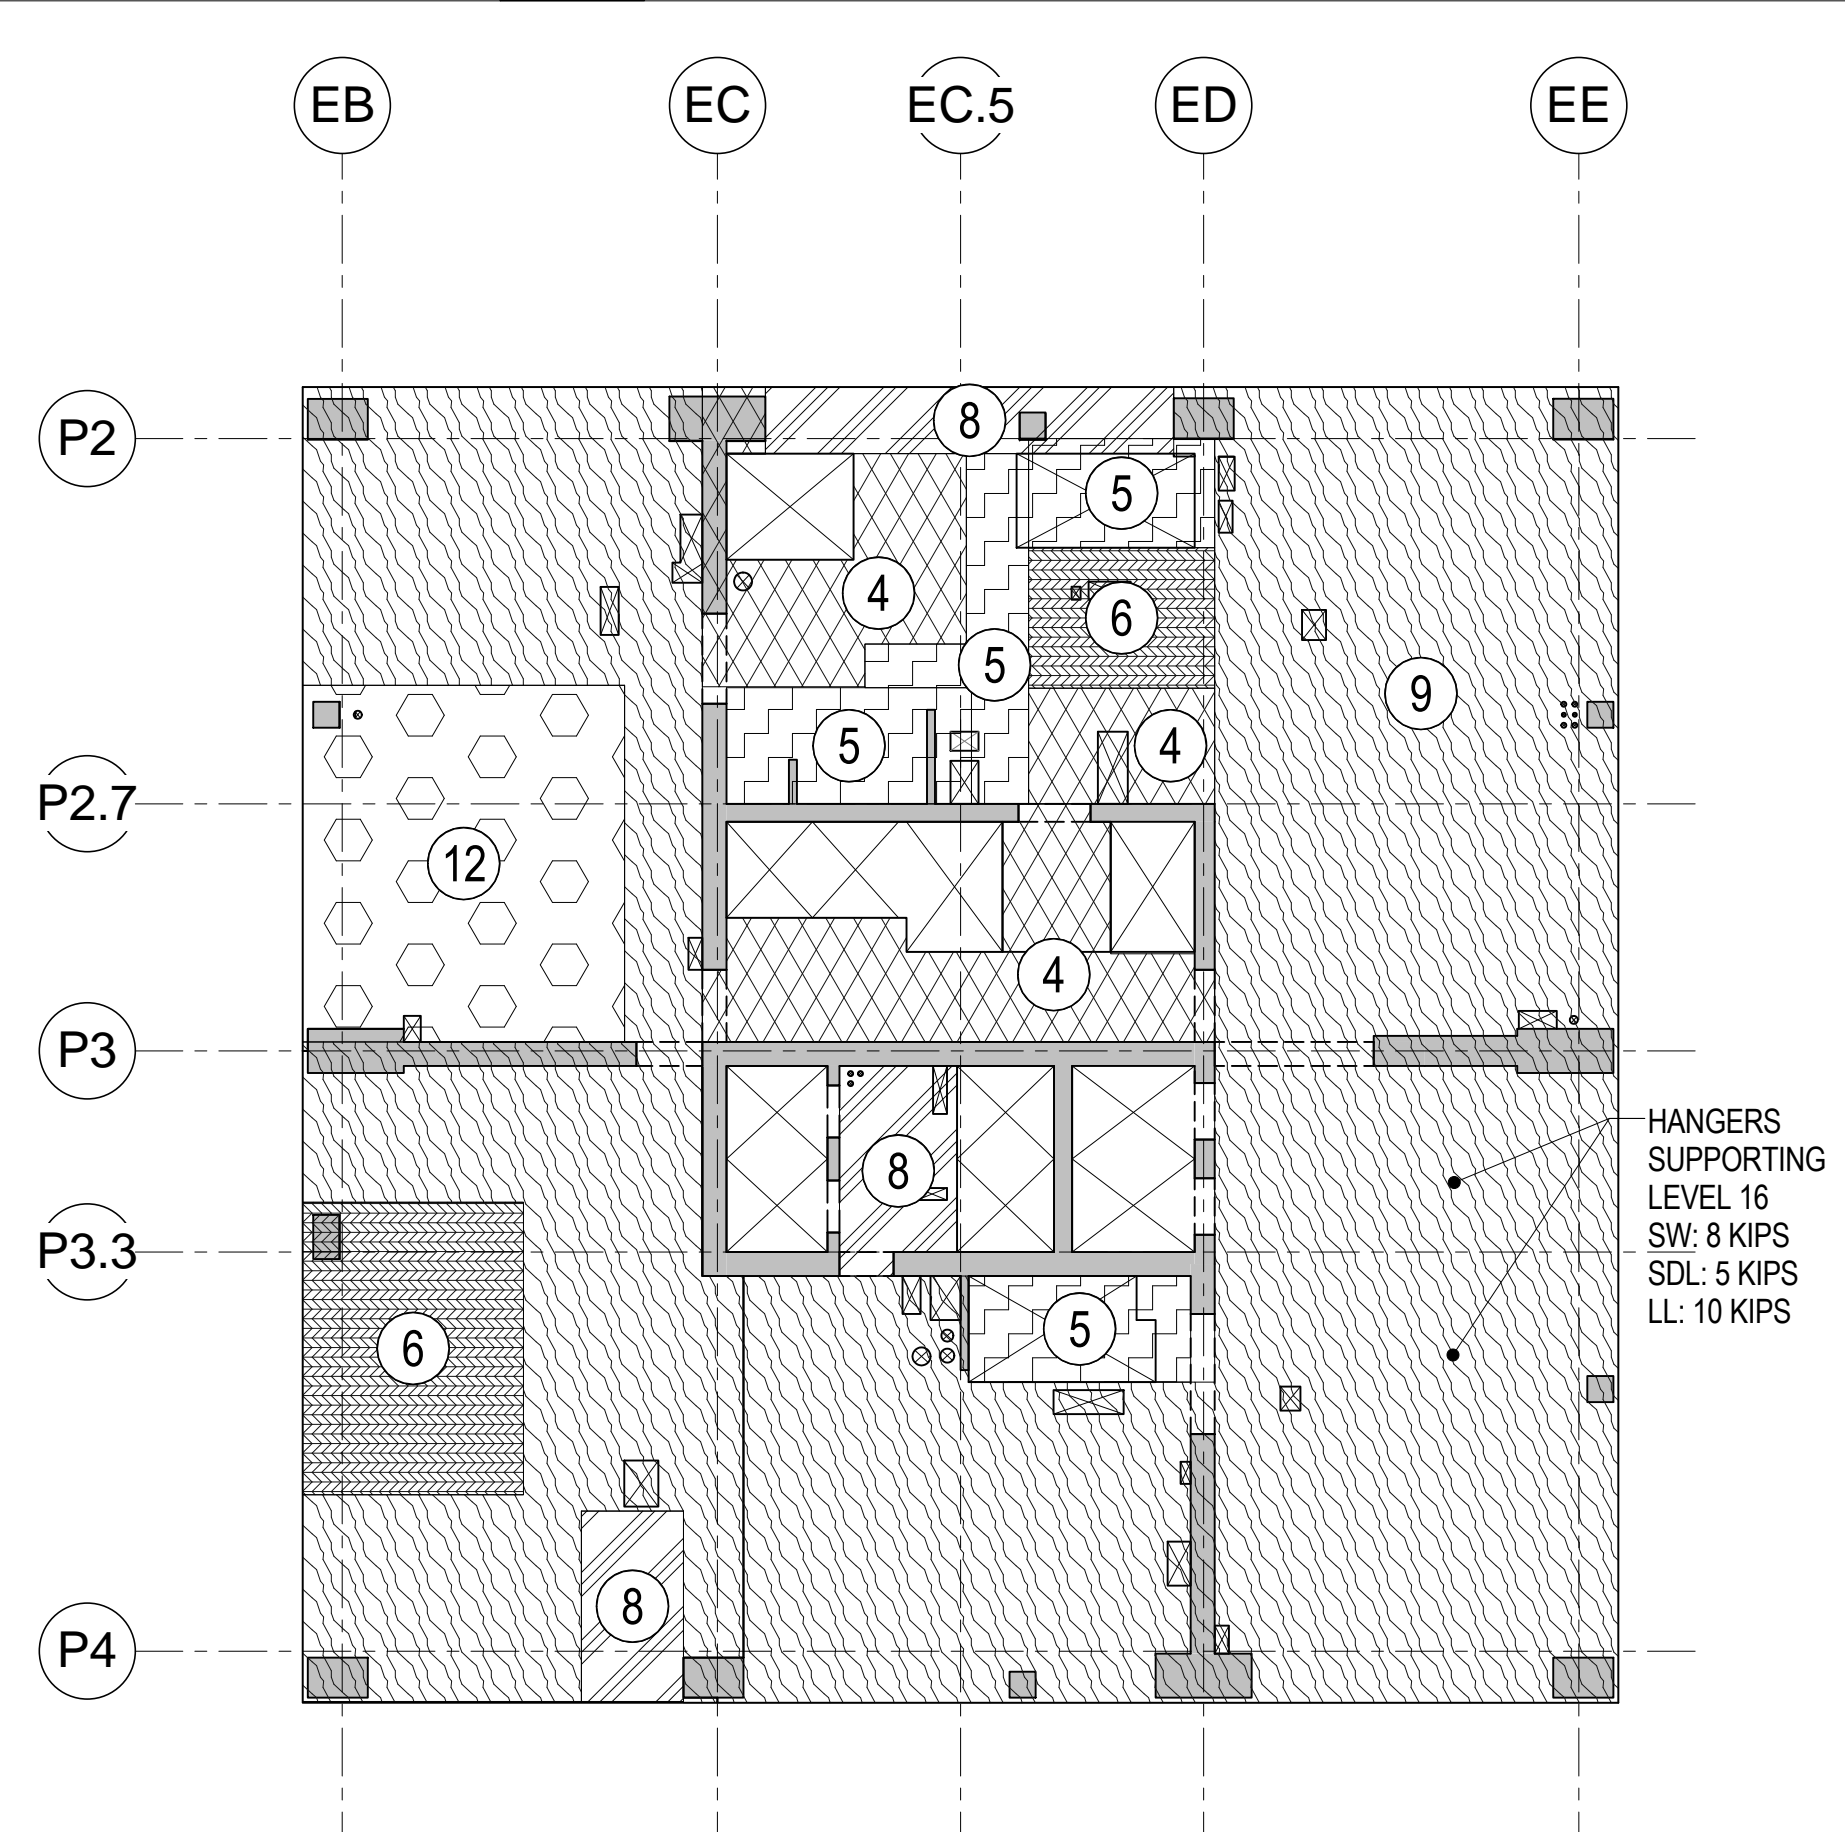 EB
EC
EC.5
ED
EE
P2
8
5
4
6
5
9
5
4
P2.7
12
4
P3
HANGERS
SUPPORTING
LEVEL 16
SW: 8 KIPS
SDL: 5 KIPS
LL: 10 KIPS
8
P3.3
5
6
8
P4